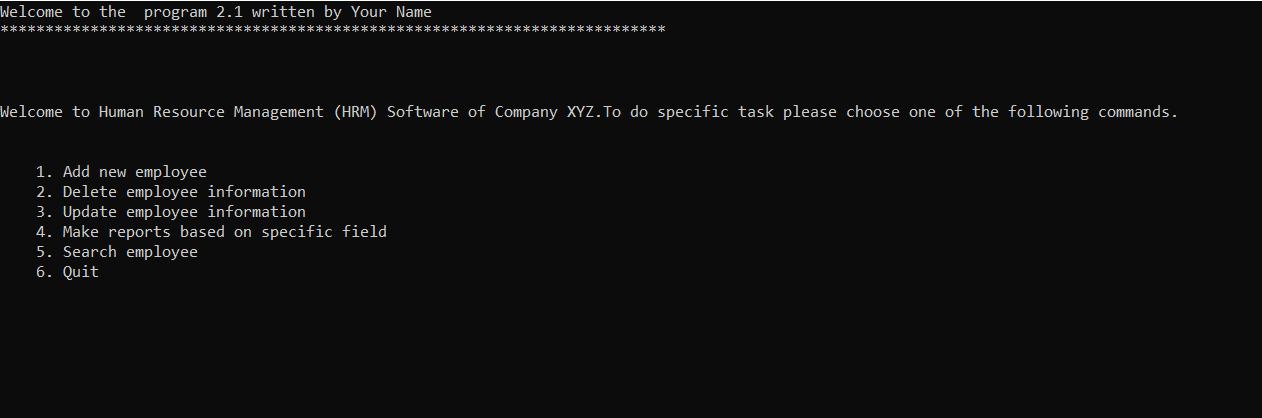 Welcome to the  program 2.1 written by Your Name
**************************************************************************
Welcome to Human Resource Management (HRM) Software of Company XYZ.To do specific task please choose one of the following commands.
1. Add new employee
2. Delete employee information
3. Update employee information
4. Make reports based on specific field
5. Search employee
6. Quit